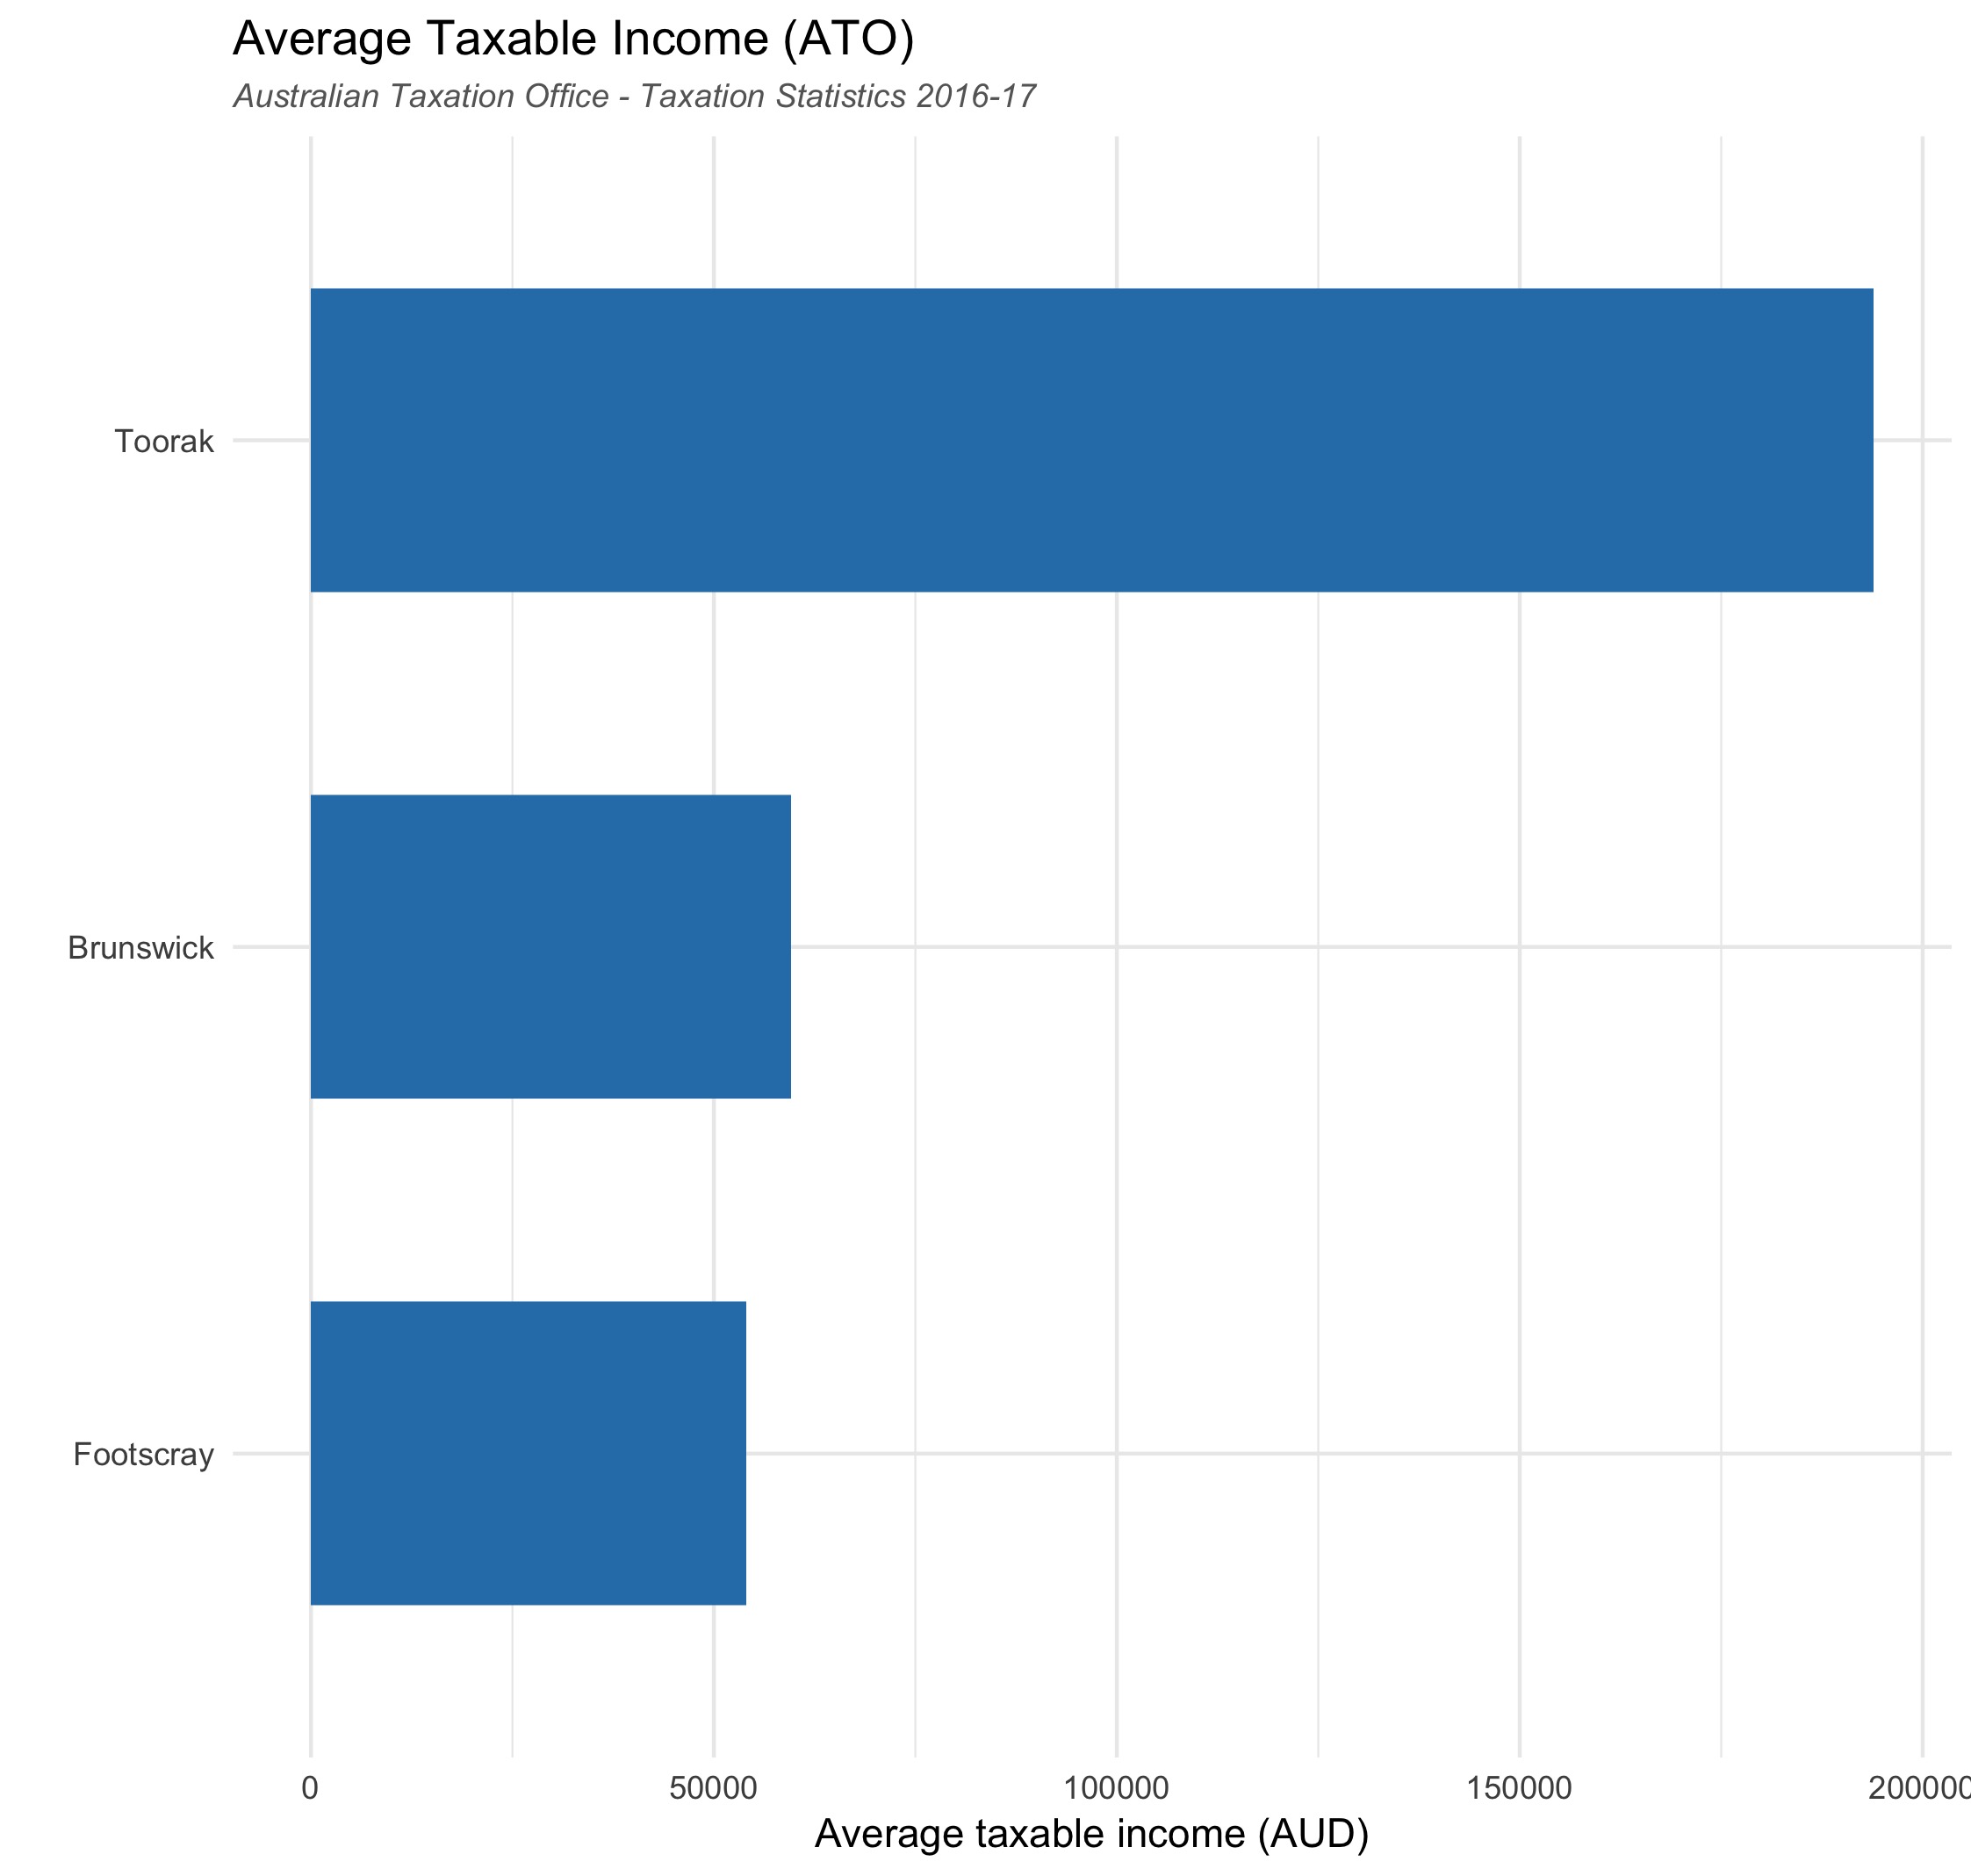 Average Taxable Income (ATO)
Australian Taxation Office - Taxation Statistics 2016-17
Toorak
Brunswick
Footscray
0 50000 100000 150000 200000
Average taxable income (AUD)